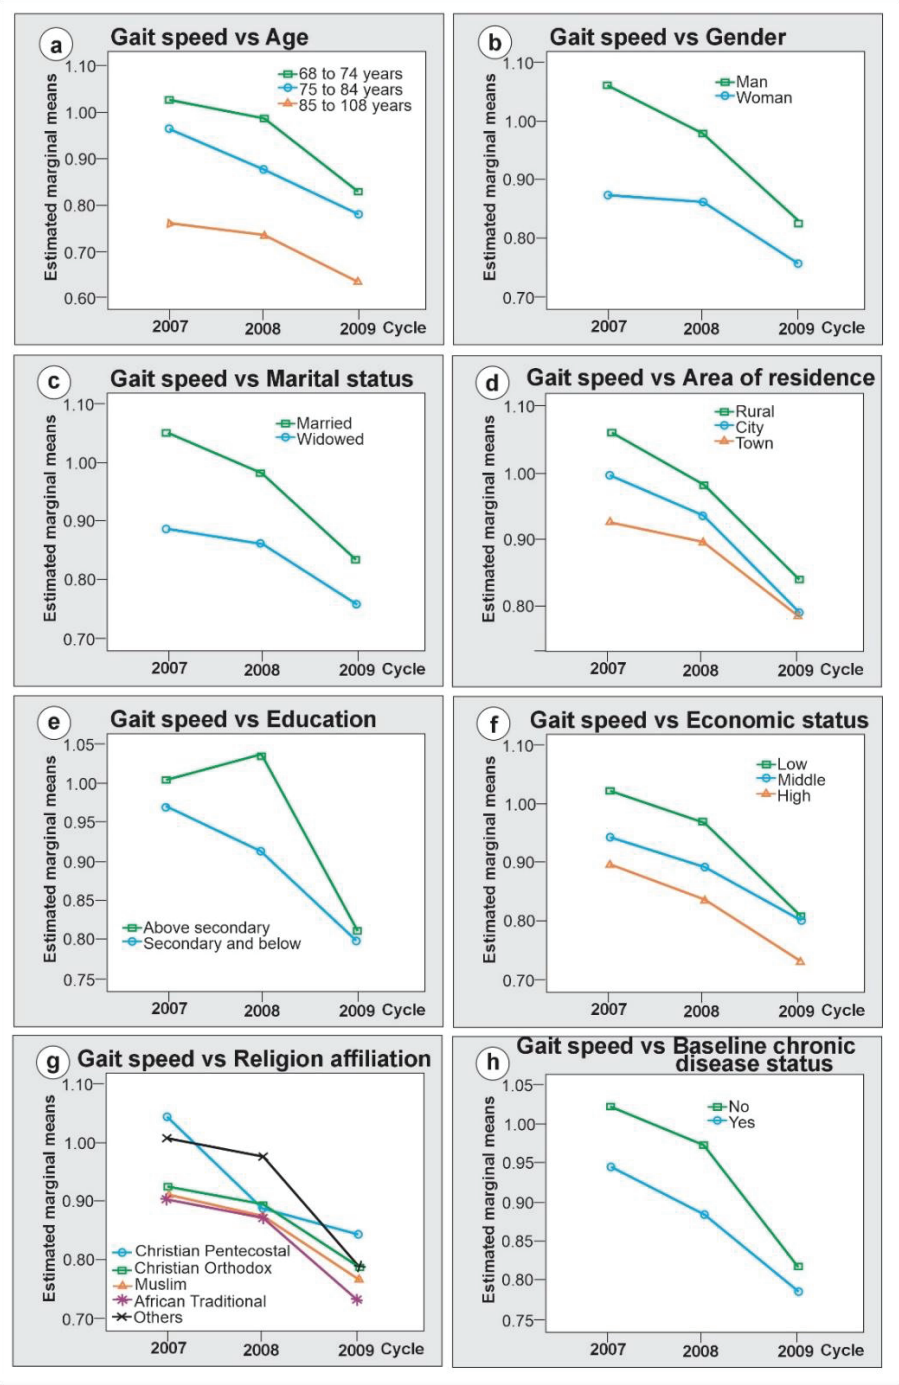 a
Gait speed vs Age
Estimated marginal means
1.10
1.00
0.90
0.80
0.70
0.60
68 to 74 years
75 to 84 years
85 to 108 years
2007
2008
2009 Cycle
b
Gait speed vs Gender
Estimated marginal means
1.10
1.00
0.90
0.80
0.70
Man
Woman
2007
2008
2009 Cycle
c
Gait speed vs Marital status
Estimated marginal means
1.10
1.00
0.90
0.80
0.70
Married
Widowed
2007
2008
2009 Cycle
d
Gait speed vs Area of residence
Estimated marginal means
1.10
1.00
0.90
0.80
Rural
City
Town
2007
2008
2009 Cycle
e
Gait speed vs Education
Estimated marginal means
1.05
1.00
0.95
0.90
0.85
0.80
0.75
Above secondary
Secondary and below
2007
2008
2009 Cycle
f
Gait speed vs Economic status
Estimated marginal means
1.10
1.00
0.90
0.80
0.70
Low
Middle
High
2007
2008
2009 Cycle
g
Gait speed vs Religion affiliation
Estimated marginal means
1.10
1.00
0.90
0.80
0.70
Christian Pentecostal
Christian Orthodox
Muslim
African Traditional
Others
2007
2008
2009 Cycle
h
Gait speed vs Baseline chronic
disease status
Estimated marginal means
1.05
1.00
0.95
0.90
0.85
0.80
0.75
No
Yes
2007
2008
2009 Cycle